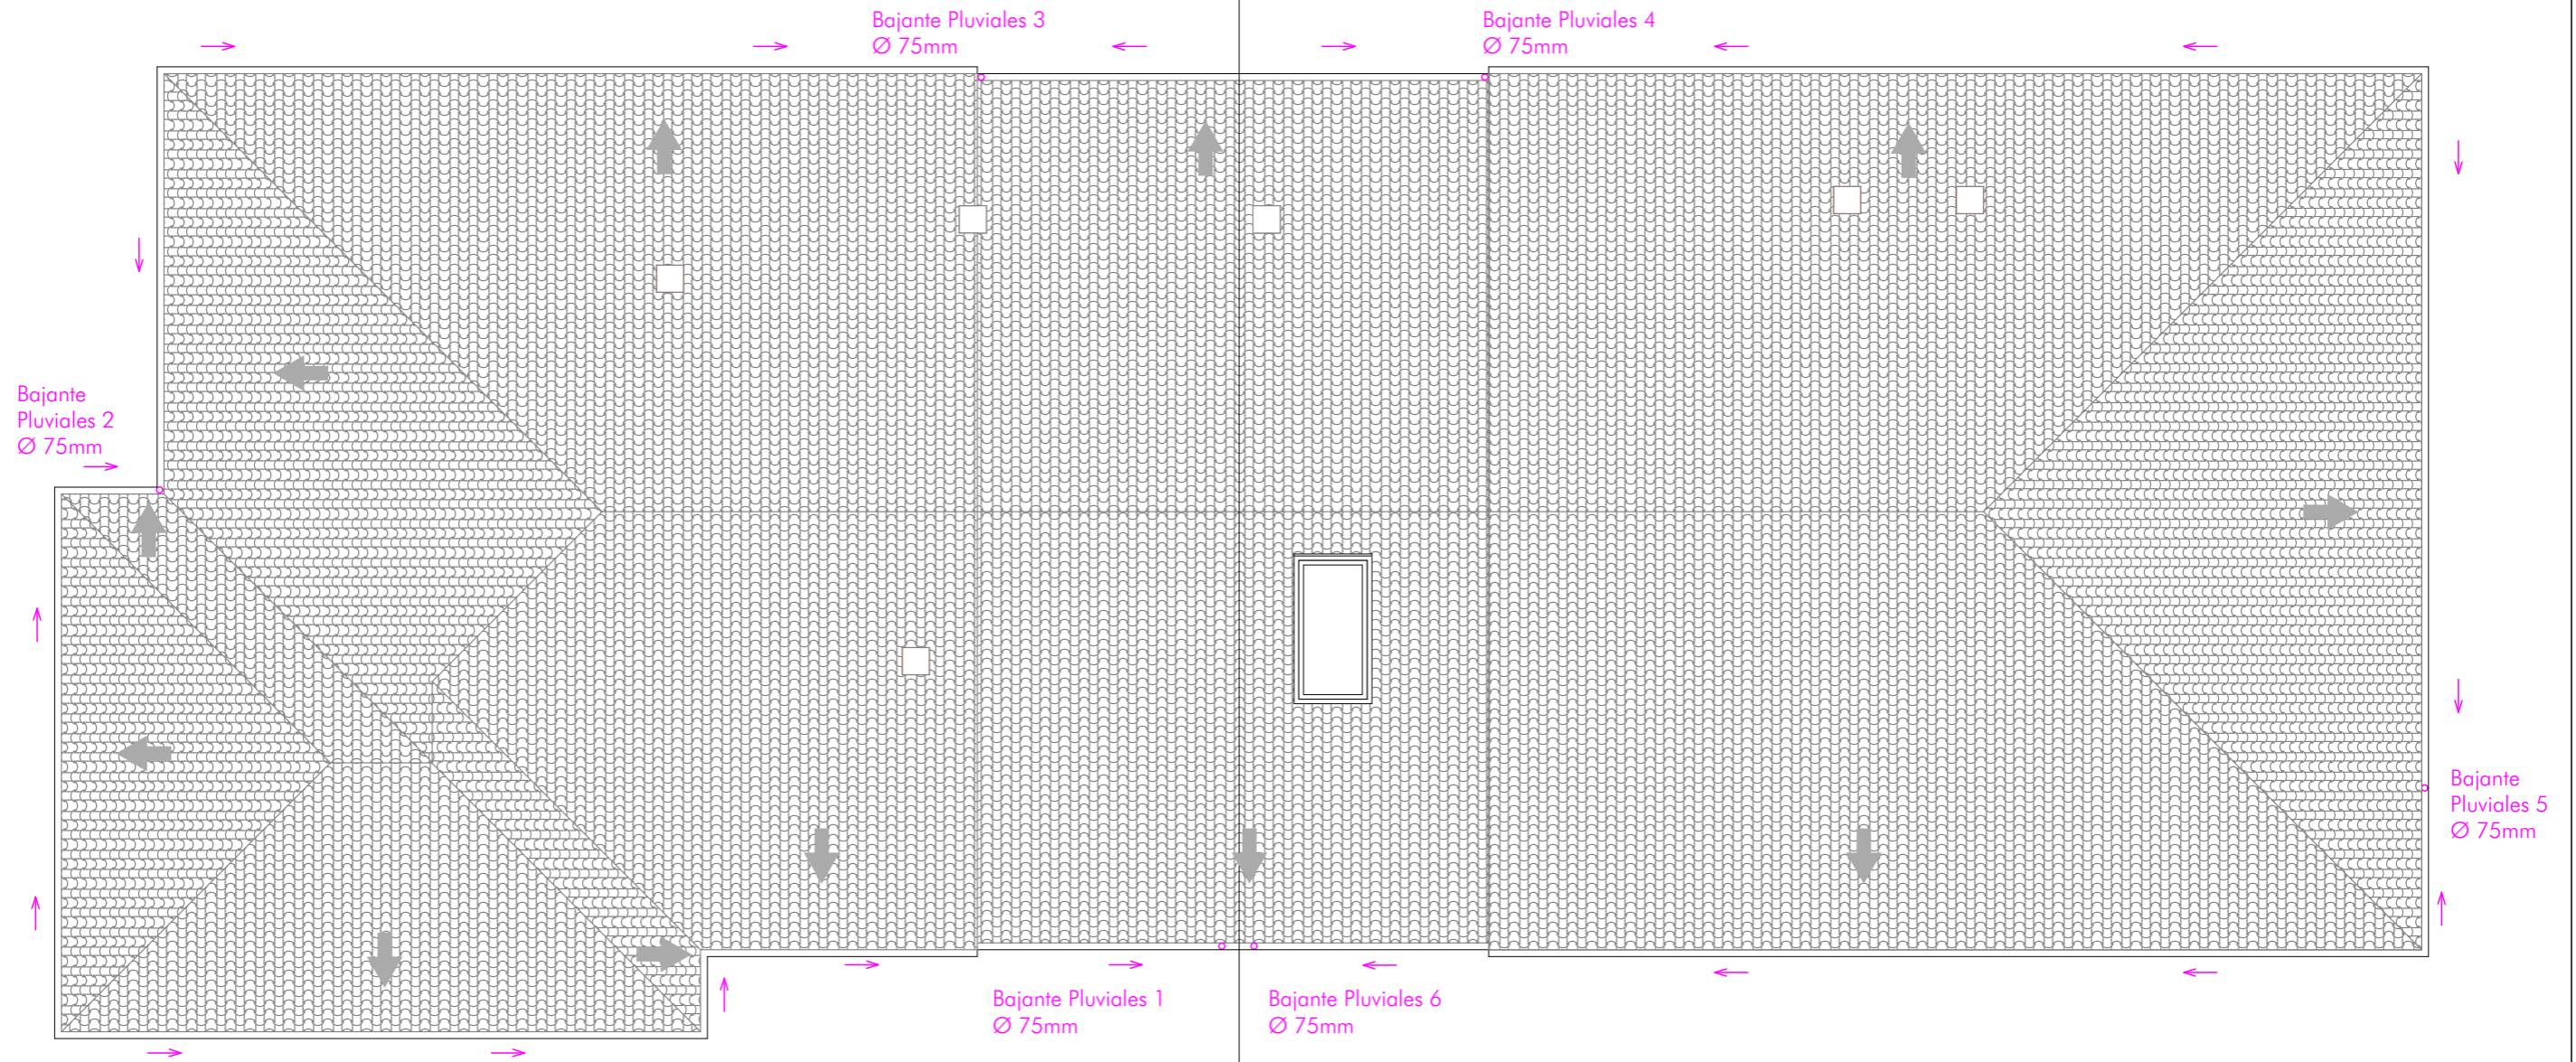 Bajante Pluviales 3
Ø 75mm
Bajante Pluviales 4
Ø 75mm
Bajante
Pluviales 2
Ø 75mm
Bajante
Pluviales 5
Ø 75mm
Bajante Pluviales 1
Ø 75mm
Bajante Pluviales 6
Ø 75mm